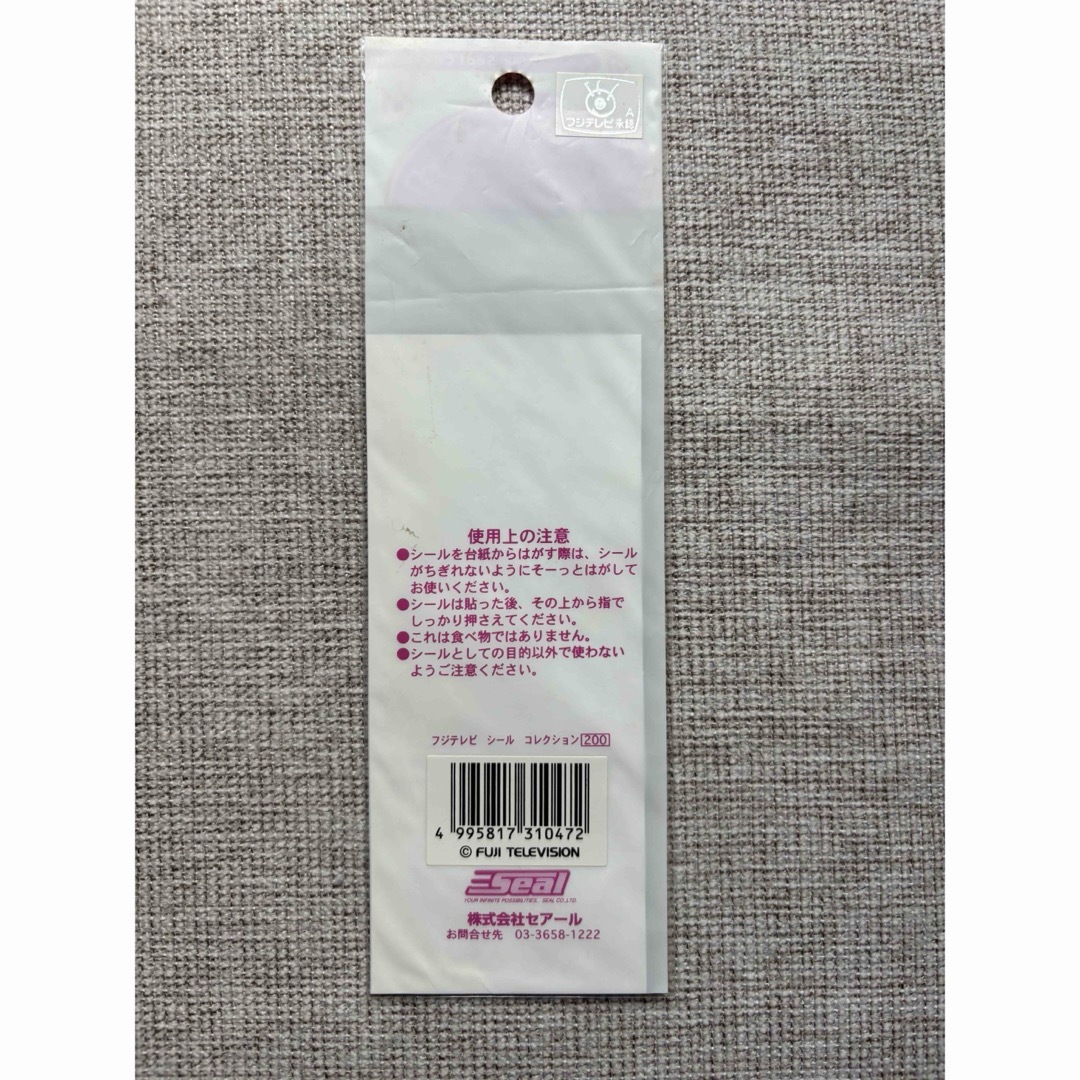 A
フジテレビ承認
使用上の注意
●シールを台紙からはがす際は、シール
がちぎれないようにそーっとはがして
お使いください。
●シールは貼った後、その上から指で
しっかり押さえてください。
●これは食べ物ではありません。
●シールとしての目的以外で使わない
ようご注意ください。
フジテレビ シール コレクション 200
4 995817 310472
© FUJI TELEVISION
Seal
YOUR INFINITE POSSIBILITIES. SEAL CO.,LTD.
株式会社セアール
お問合せ先 03-3658-1222